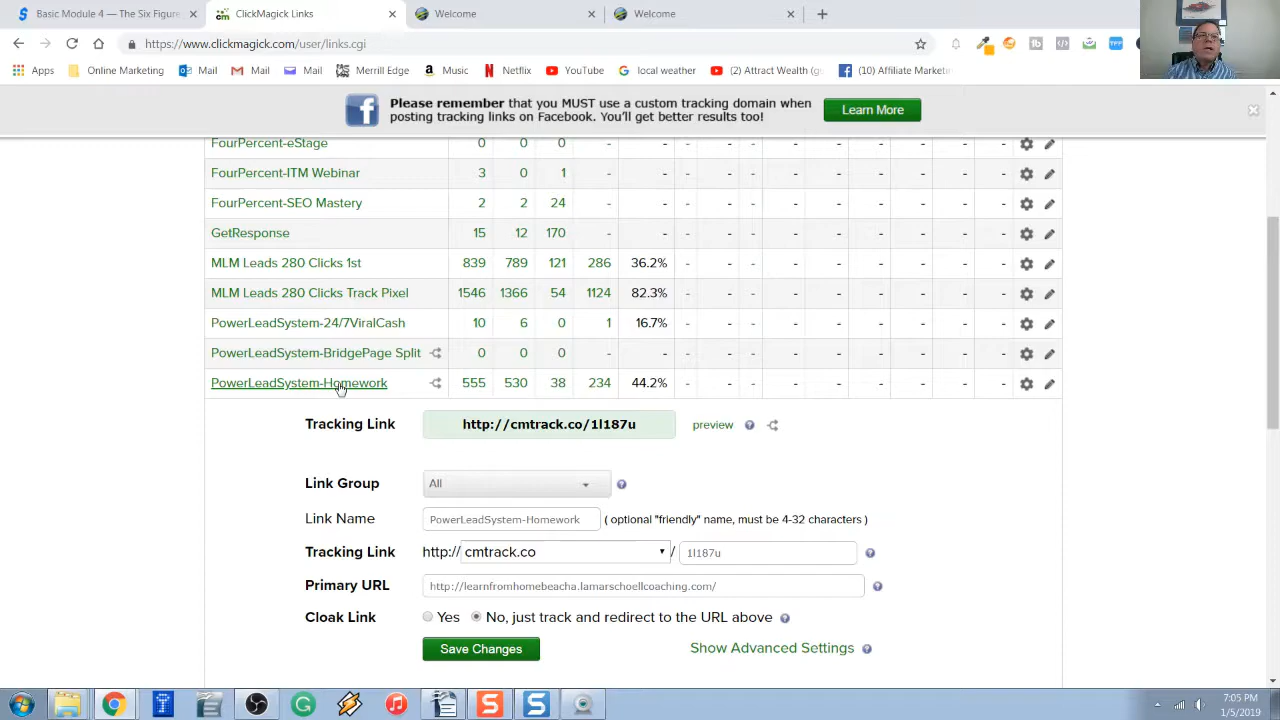 Basic Module 4 — The Six Figure
ClickMagick Links
Welcome
Welcome
https://www.clickmagick.com/user/links.cgi
Apps
Online Marketing
Mail
Mail
Mail
Merrill Edge
Music
Netflix
YouTube
local weather
(2) Attract Wealth (g
(10) Affiliate Marke
Please remember that you MUST use a custom tracking domain when
posting tracking links on Facebook. You'll get better results too!
Learn More
FourPercent-eStage 0 0 0 - - - - - - - - -
FourPercent-ITM Webinar 3 0 1 - - - - - - - - -
FourPercent-SEO Mastery 2 2 24 - - - - - - - - -
GetResponse 15 12 170 - - - - - - - - -
MLM Leads 280 Clicks 1st 839 789 121 286 36.2% - - - - - - -
MLM Leads 280 Clicks Track Pixel 1546 1366 54 1124 82.3% - - - - - - -
PowerLeadSystem-24/7ViralCash 10 6 0 1 16.7% - - - - - - -
PowerLeadSystem-BridgePage Split 0 0 0 - - - - - - - - -
PowerLeadSystem-Homework 555 530 38 234 44.2% - - - - - - -
Tracking Link http://cmtrack.co/1l187u preview ?
Link Group All ?
Link Name PowerLeadSystem-Homework ( optional "friendly" name, must be 4-32 characters )
Tracking Link http:// cmtrack.co / 1l187u ?
Primary URL http://learnfromhomebeacha.lamarschoellcoaching.com/ ?
Cloak Link Yes No, just track and redirect to the URL above ?
Save Changes Show Advanced Settings ?
7:05 PM
1/5/2019